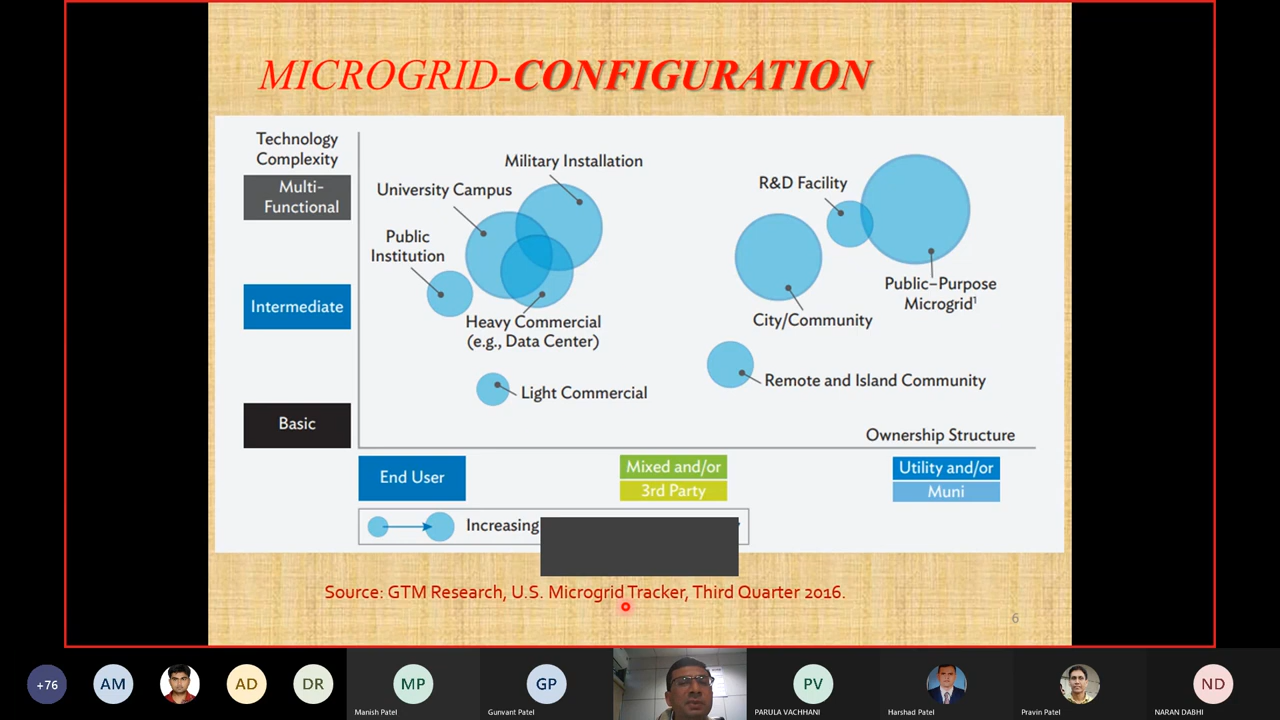 MICROGRID-CONFIGURATION
Technology
Complexity
Multi-
Functional
Intermediate
Basic
Military Installation
University Campus
Public
Institution
Heavy Commercial
(e.g., Data Center)
Light Commercial
R&D Facility
Public-Purpose
Microgrid¹
City/Community
Remote and Island Community
Ownership Structure
End User
Mixed and/or
3rd Party
Utility and/or
Muni
Increasing
Source: GTM Research, U.S. Microgrid Tracker, Third Quarter 2016.
6
+76
AM
AD
DR
MP
Manish Patel
GP
Gunvant Patel
PV
PARULA VACHHANI
Harshad Patel
Pravin Patel
ND
NARAN DABHI